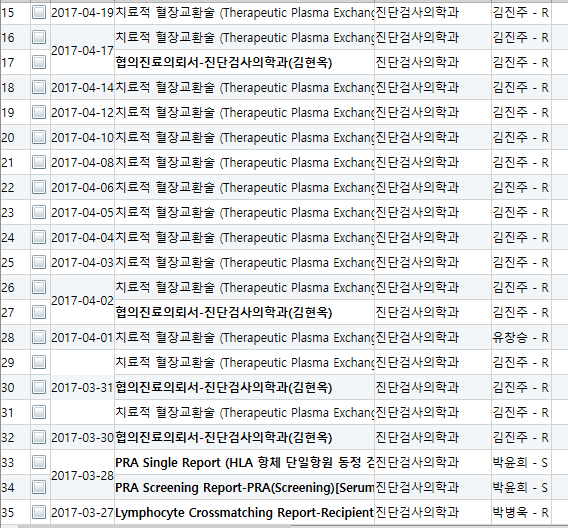 15 2017-04-19 치료적 혈장교환술 (Therapeutic Plasma Exchang 진단검사의학과 김진주 - R
16 2017-04-17 치료적 혈장교환술 (Therapeutic Plasma Exchang 진단검사의학과 김진주 - R
17 협의진료의뢰서-진단검사의학과(김현옥) 진단검사의학과 김진주 - R
18 2017-04-14 치료적 혈장교환술 (Therapeutic Plasma Exchang 진단검사의학과 김진주 - R
19 2017-04-12 치료적 혈장교환술 (Therapeutic Plasma Exchang 진단검사의학과 김진주 - R
20 2017-04-10 치료적 혈장교환술 (Therapeutic Plasma Exchang 진단검사의학과 김진주 - R
21 2017-04-08 치료적 혈장교환술 (Therapeutic Plasma Exchang 진단검사의학과 김진주 - R
22 2017-04-06 치료적 혈장교환술 (Therapeutic Plasma Exchang 진단검사의학과 김진주 - R
23 2017-04-05 치료적 혈장교환술 (Therapeutic Plasma Exchang 진단검사의학과 김진주 - R
24 2017-04-04 치료적 혈장교환술 (Therapeutic Plasma Exchang 진단검사의학과 김진주 - R
25 2017-04-03 치료적 혈장교환술 (Therapeutic Plasma Exchang 진단검사의학과 김진주 - R
26 2017-04-02 치료적 혈장교환술 (Therapeutic Plasma Exchang 진단검사의학과 김진주 - R
27 협의진료의뢰서-진단검사의학과(김현옥) 진단검사의학과 김진주 - R
28 2017-04-01 치료적 혈장교환술 (Therapeutic Plasma Exchang 진단검사의학과 유창승 - R
29 치료적 혈장교환술 (Therapeutic Plasma Exchang 진단검사의학과 김진주 - R
30 2017-03-31 협의진료의뢰서-진단검사의학과(김현옥) 진단검사의학과 김진주 - R
31 치료적 혈장교환술 (Therapeutic Plasma Exchang 진단검사의학과 김진주 - R
32 2017-03-30 협의진료의뢰서-진단검사의학과(김현옥) 진단검사의학과 김진주 - R
33 2017-03-28 PRA Single Report (HLA 항체 단일항원 동정 검 진단검사의학과 박윤희 - S
34 PRA Screening Report-PRA(Screening)[Serum 진단검사의학과 박윤희 - S
35 2017-03-27 Lymphocyte Crossmatching Report-Recipient 진단검사의학과 박병욱 - R